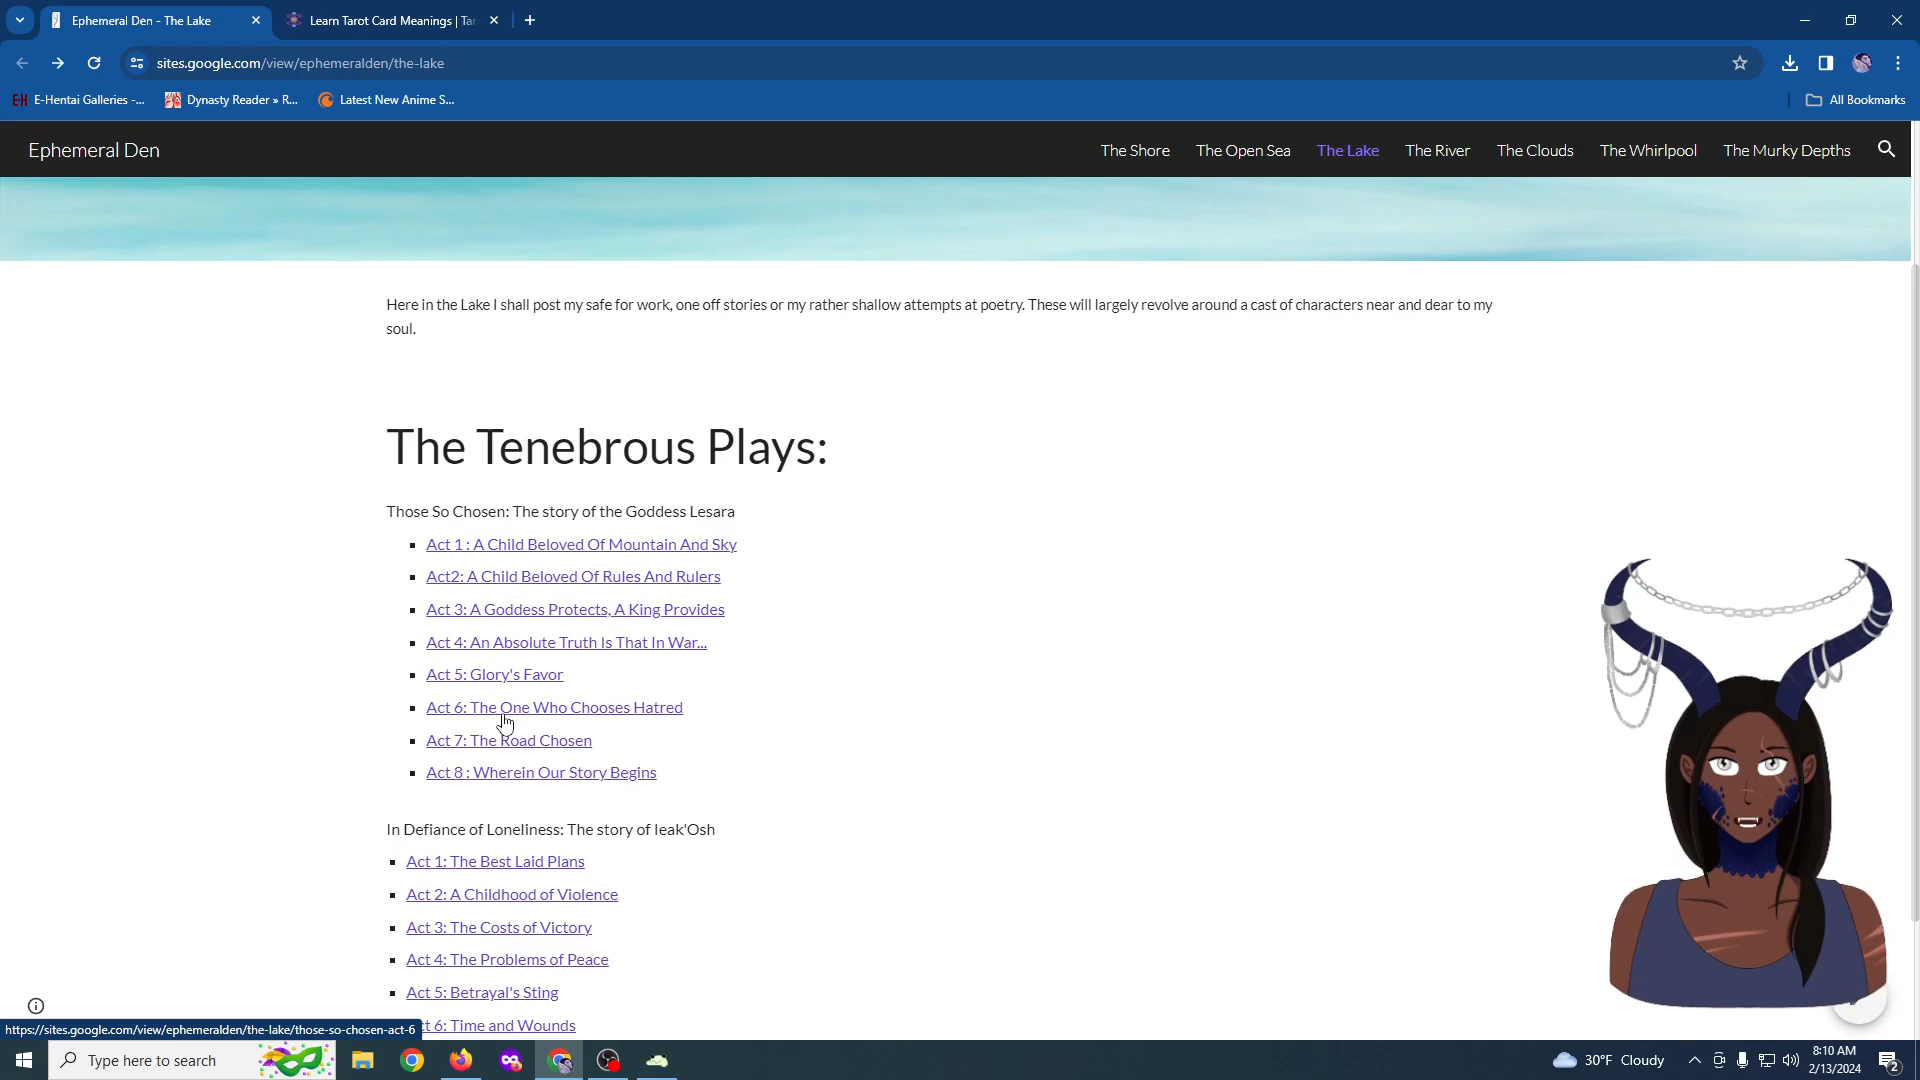 Ephemeral Den - The Lake
Learn Tarot Card Meanings | Ta
sites.google.com/view/ephemeralden/the-lake
E-Hentai Galleries -...
Dynasty Reader » R...
Latest New Anime S...
All Bookmarks
Ephemeral Den
The Shore
The Open Sea
The Lake
The River
The Clouds
The Whirlpool
The Murky Depths
Here in the Lake I shall post my safe for work, one off stories or my rather shallow attempts at poetry. These will largely revolve around a cast of characters near and dear to my
soul.
The Tenebrous Plays:
Those So Chosen: The story of the Goddess Lesara
Act 1 : A Child Beloved Of Mountain And Sky
Act2: A Child Beloved Of Rules And Rulers
Act 3: A Goddess Protects, A King Provides
Act 4: An Absolute Truth Is That In War...
Act 5: Glory's Favor
Act 6: The One Who Chooses Hatred
Act 7: The Road Chosen
Act 8 : Wherein Our Story Begins
In Defiance of Loneliness: The story of Ieak'Osh
Act 1: The Best Laid Plans
Act 2: A Childhood of Violence
Act 3: The Costs of Victory
Act 4: The Problems of Peace
Act 5: Betrayal's Sting
ct 6: Time and Wounds
https://sites.google.com/view/ephemeralden/the-lake/those-so-chosen-act-6
Type here to search
30°F Cloudy
8:10 AM
2/13/2024
2